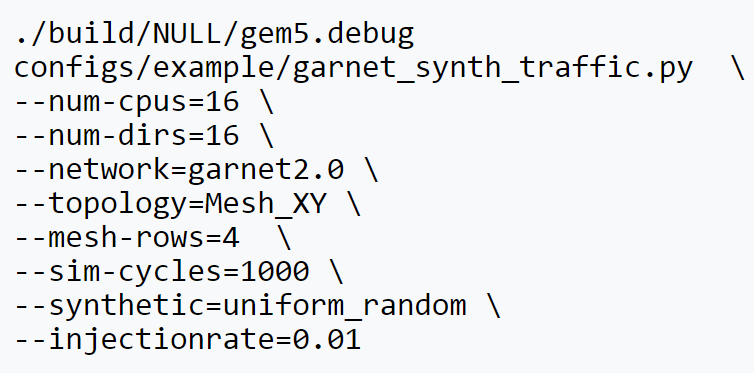 ./build/NULL/gem5.debug
configs/example/garnet_synth_traffic.py  \
--num-cpus=16 \
--num-dirs=16 \
--network=garnet2.0 \
--topology=Mesh_XY \
--mesh-rows=4  \
--sim-cycles=1000 \
--synthetic=uniform_random \
--injectionrate=0.01